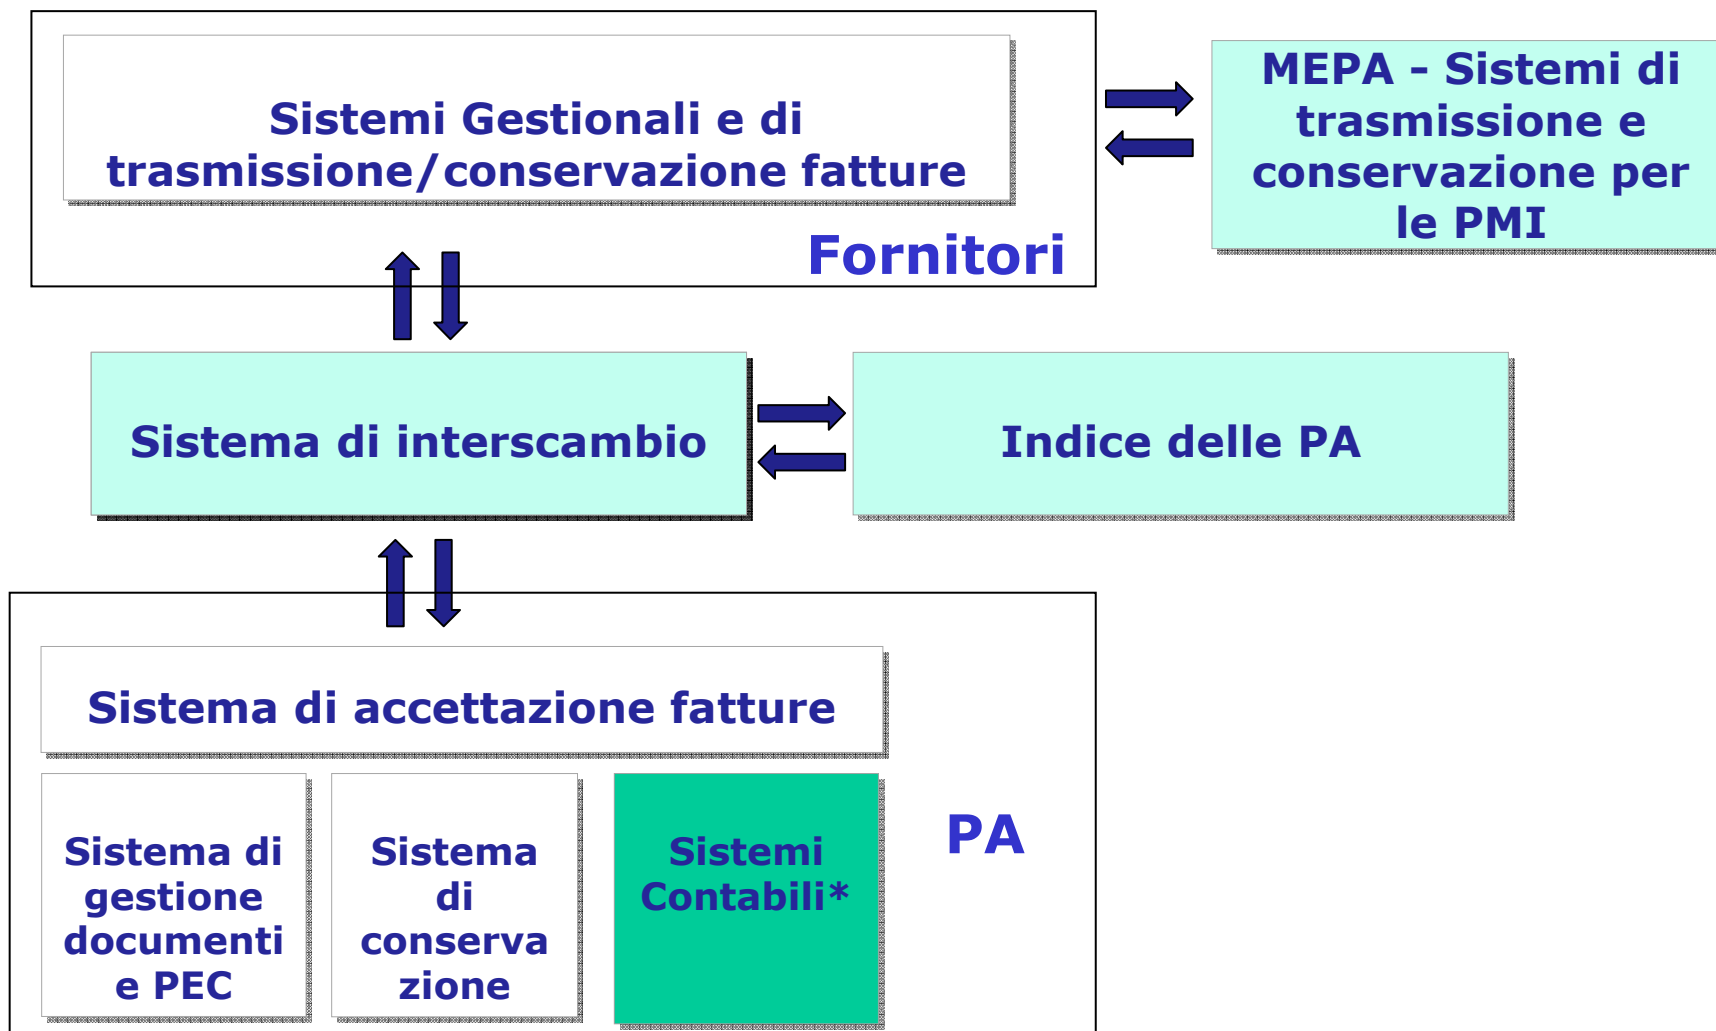 Sistemi Gestionali e di
trasmissione/conservazione fatture
Fornitori
MEPA - Sistemi di
trasmissione e
conservazione per
le PMI
Sistema di interscambio
Indice delle PA
Sistema di accettazione fatture
Sistema di
gestione
documenti
e PEC
Sistema
di
conserva
zione
Sistemi
Contabili*
PA